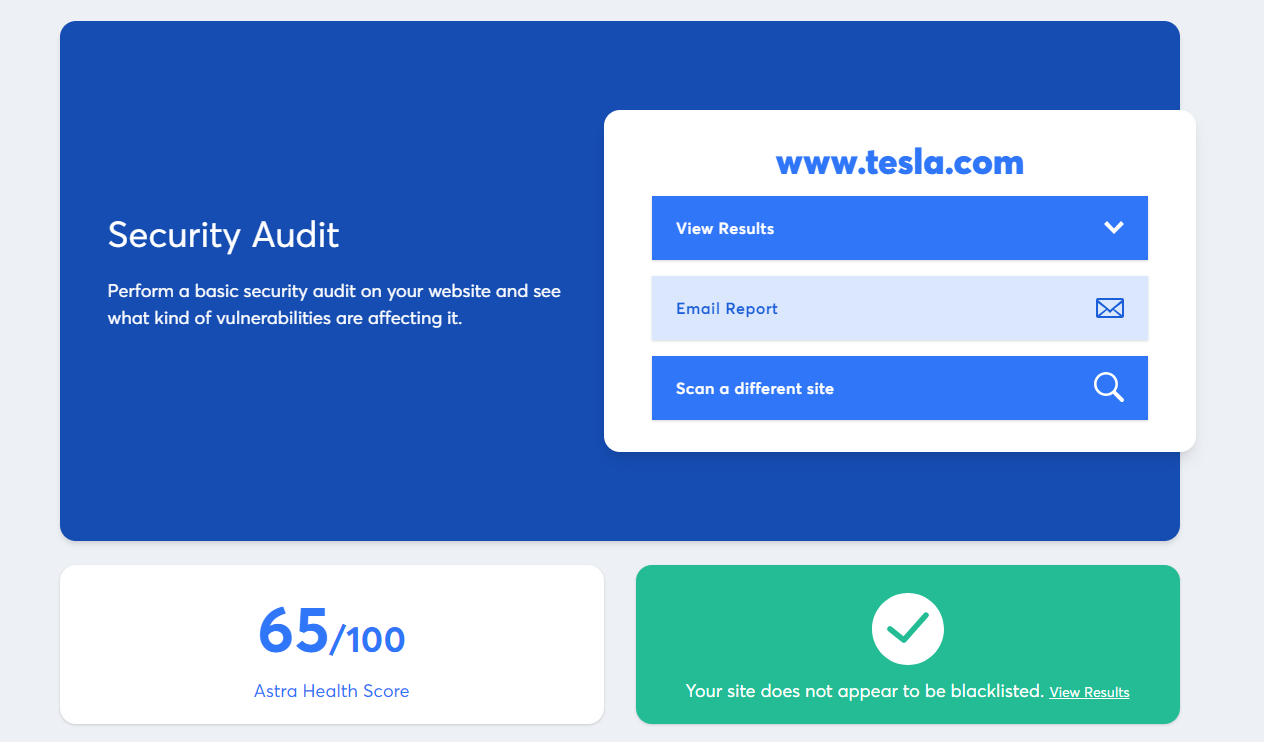 Security Audit
Perform a basic security audit on your website and see
what kind of vulnerabilities are affecting it.
www.tesla.com
View Results
Email Report
Scan a different site
65/100
Astra Health Score
Your site does not appear to be blacklisted. View Results